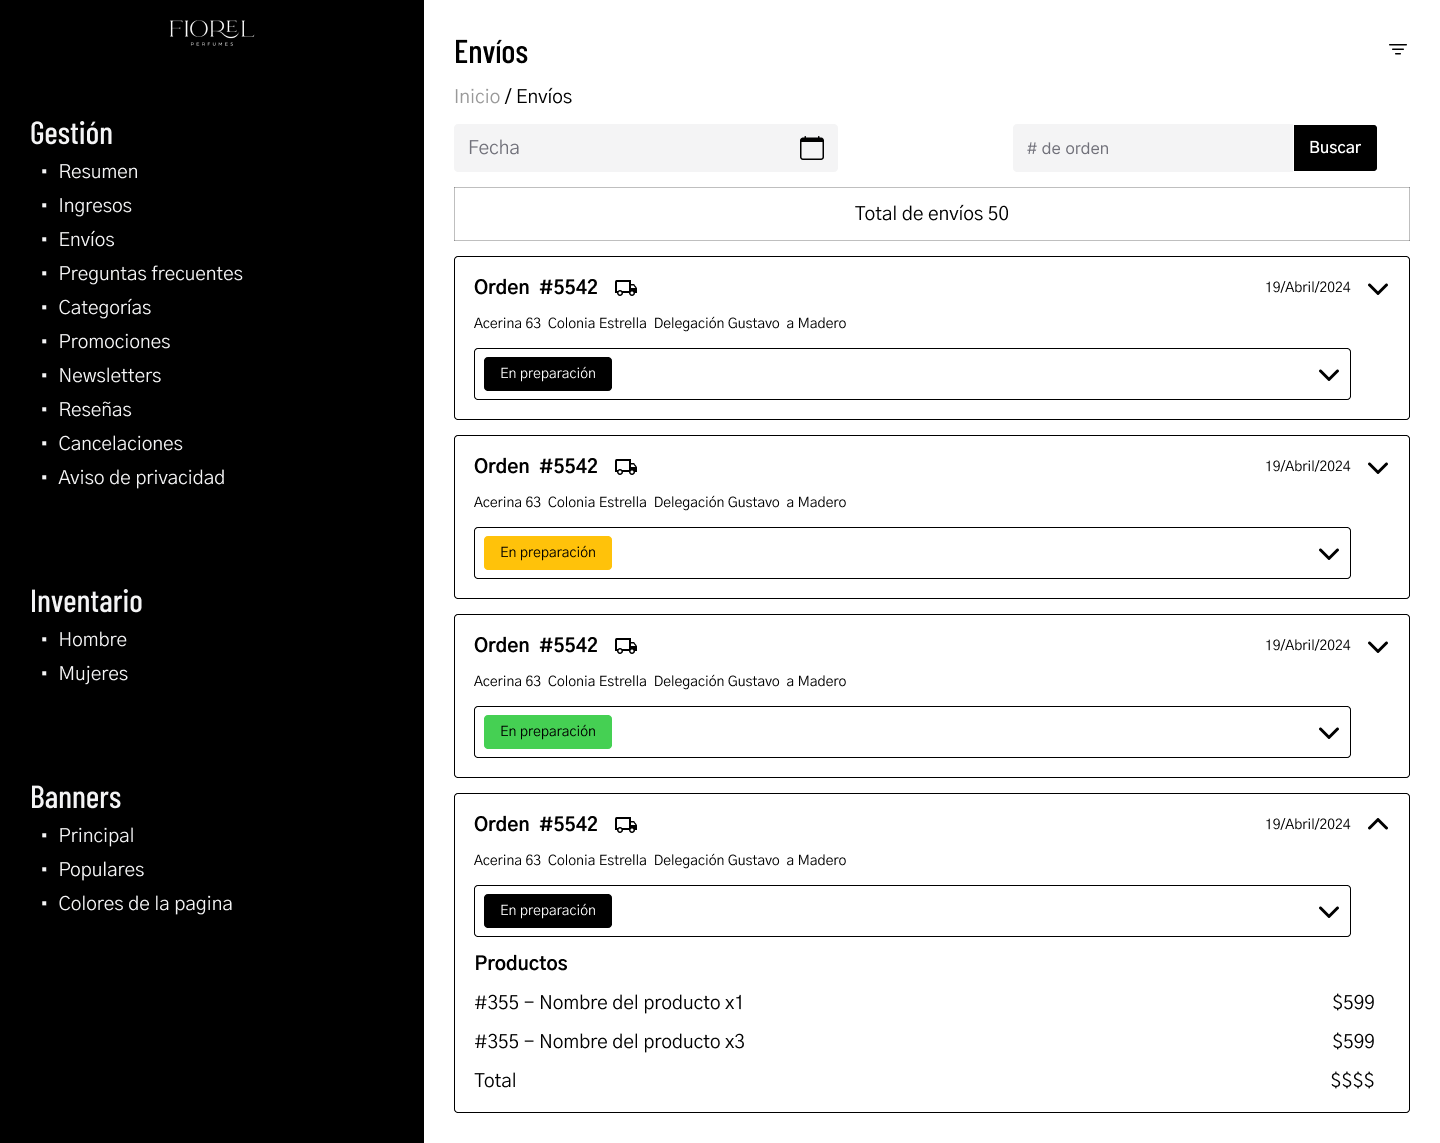 FIOREL
PERFUMES
Gestión
Resumen
Ingresos
Envíos
Preguntas frecuentes
Categorías
Promociones
Newsletters
Reseñas
Cancelaciones
Aviso de privacidad
Inventario
Hombre
Mujeres
Banners
Principal
Populares
Colores de la pagina
Envíos
Inicio / Envíos
Fecha
# de orden
Buscar
Total de envíos 50
Orden #5542
19/Abril/2024
Acerina 63 Colonia Estrella Delegación Gustavo a Madero
En preparación
Orden #5542
19/Abril/2024
Acerina 63 Colonia Estrella Delegación Gustavo a Madero
En preparación
Orden #5542
19/Abril/2024
Acerina 63 Colonia Estrella Delegación Gustavo a Madero
En preparación
Orden #5542
19/Abril/2024
Acerina 63 Colonia Estrella Delegación Gustavo a Madero
En preparación
Productos
#355 - Nombre del producto x1 $599
#355 - Nombre del producto x3 $599
Total $$$$